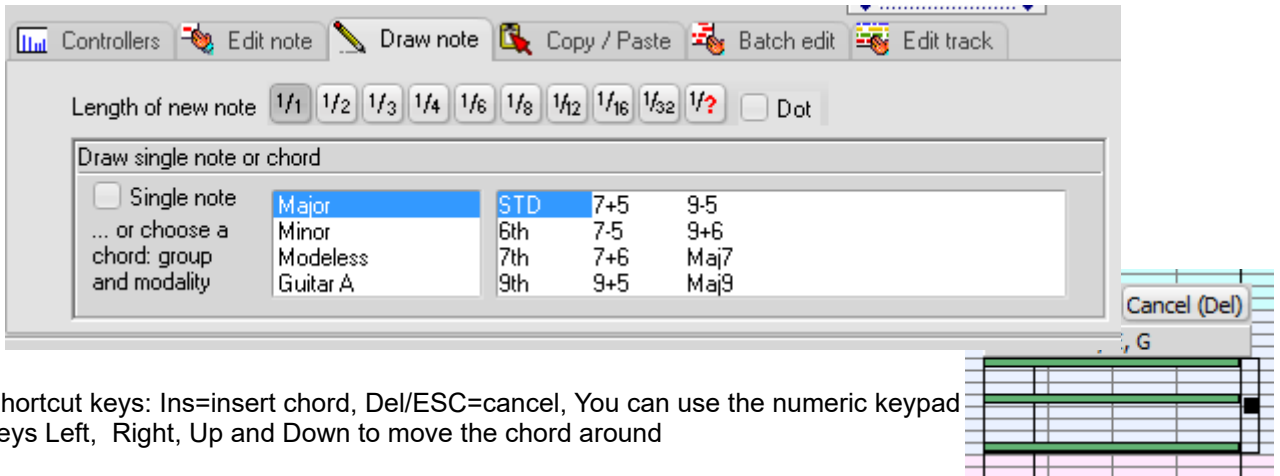 Controllers Edit note Draw note Copy / Paste Batch edit Edit track
Length of new note 1/1 1/2 1/3 1/4 1/6 1/8 1/12 1/16 1/32 1/? Dot
Draw single note or chord
Single note
... or choose a
chord: group
and modality
Major
Minor
Modeless
Guitar A
STD 7+5 9-5
6th 7-5 9+6
7th 7+6 Maj7
9th 9+5 Maj9
Cancel (Del)
, G
hortcut keys: Ins=insert chord, Del/ESC=cancel, You can use the numeric keypad
eys Left, Right, Up and Down to move the chord around